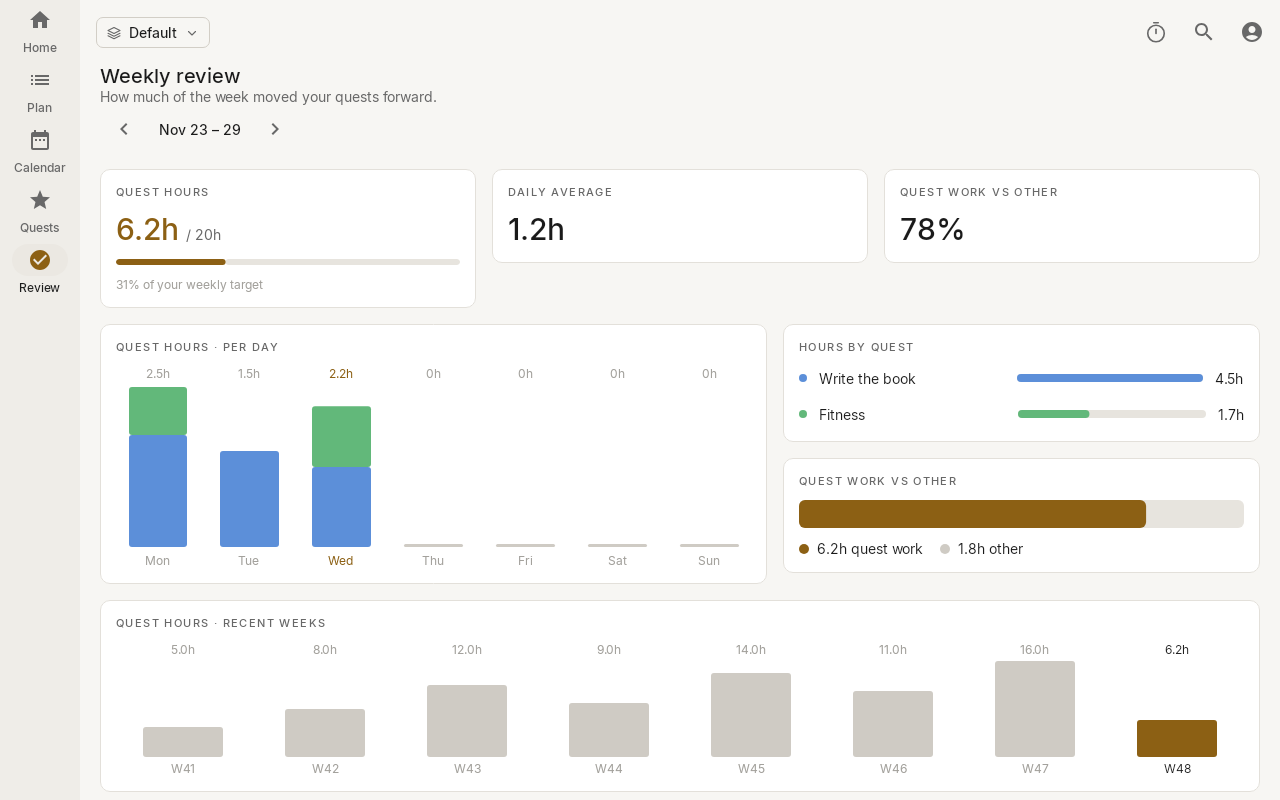 Home
Plan
Calendar
Quests
Review
Default
Weekly review
How much of the week moved your quests forward.
Nov 23 – 29
QUEST HOURS
6.2h / 20h
31% of your weekly target
DAILY AVERAGE
1.2h
QUEST WORK VS OTHER
78%
QUEST HOURS · PER DAY
2.5h 1.5h 2.2h 0h 0h 0h 0h
Mon Tue Wed Thu Fri Sat Sun
HOURS BY QUEST
Write the book 4.5h
Fitness 1.7h
QUEST WORK VS OTHER
6.2h quest work 1.8h other
QUEST HOURS · RECENT WEEKS
5.0h 8.0h 12.0h 9.0h 14.0h 11.0h 16.0h 6.2h
W41 W42 W43 W44 W45 W46 W47 W48